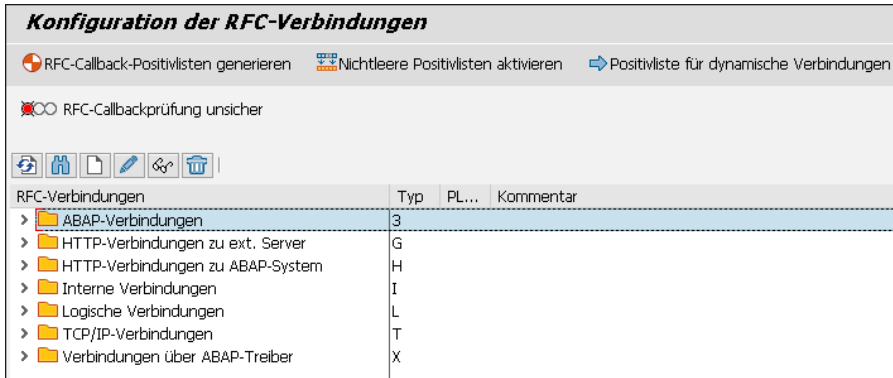 Konfiguration der RFC-Verbindungen
RFC-Callback-Positivlisten generieren Nichtleere Positivlisten aktivieren Positivliste für dynamische Verbindungen
RFC-Callbackprüfung unsicher
RFC-Verbindungen Typ PL... Kommentar
ABAP-Verbindungen 3
HTTP-Verbindungen zu ext. Server G
HTTP-Verbindungen zu ABAP-System H
Interne Verbindungen I
Logische Verbindungen L
TCP/IP-Verbindungen T
Verbindungen über ABAP-Treiber X